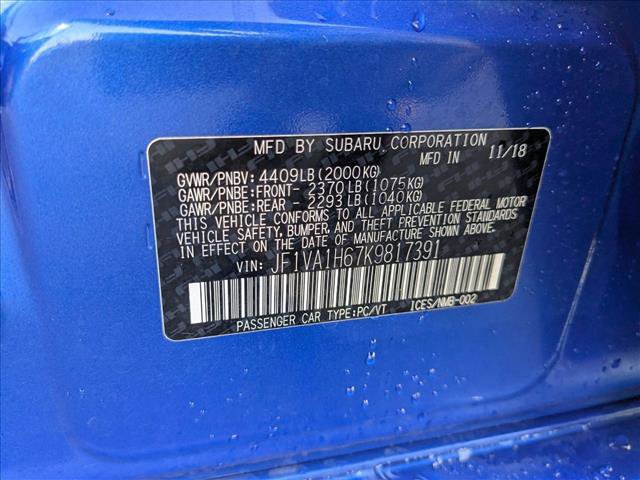 MFD BY SUBARU CORPORATION
MFD IN 11/18
GVWR/PNBV: 4409LB(2000KG)
GAWR/PNBE:FRONT- 2370LB(1075KG)
GAWR/PNBE:REAR - 2293LB(1040KG)
THIS VEHICLE CONFORMS TO ALL APPLICABLE FEDERAL MOTOR
VEHICLE SAFETY, BUMPER, AND THEFT PREVENTION STANDARDS
IN EFFECT ON THE DATE OF MANUFACTURE SHOWN ABOVE.
VIN: JF1VA1H67K9817391
PASSENGER CAR TYPE:PC/VT ICES/NMB-002